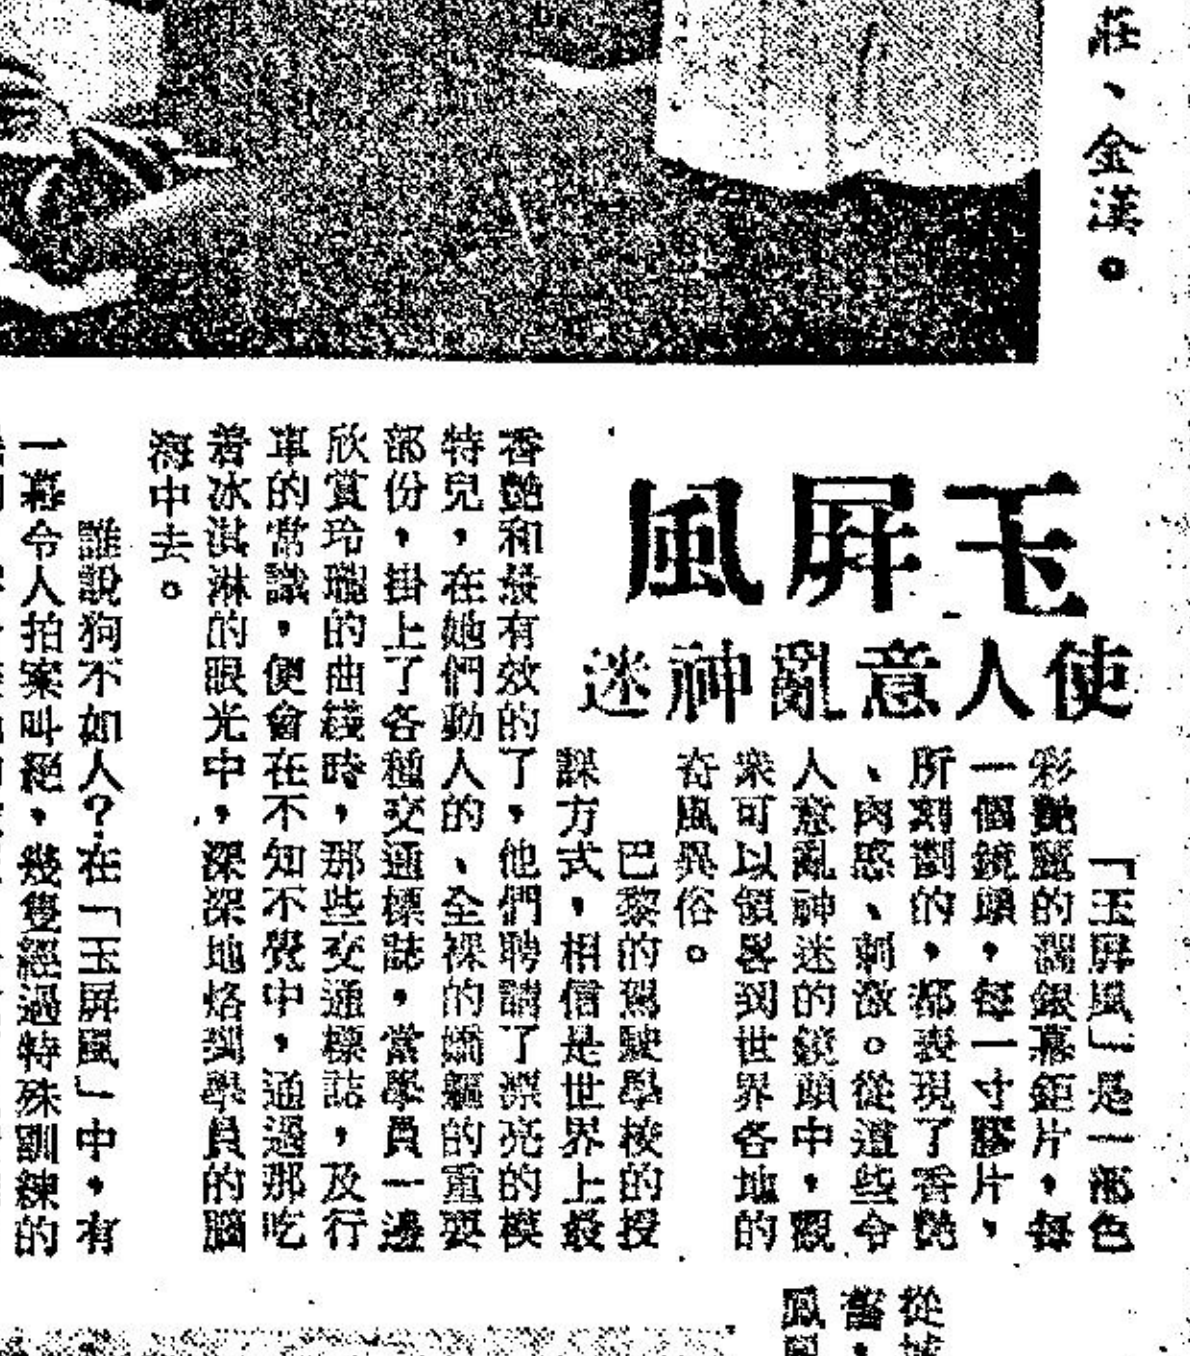 莊、金漢。
玉屏風
使人意亂神迷
「玉屏風」是一部色
彩艷麗的濶銀幕鉅片,每
一個鏡頭,每一寸膠片,
所刻劃的,都表現了香艷
、肉感、刺激。從這些令
人意亂神迷的鏡頭中,觀
衆可以領畧到世界各地的
奇風異俗。
巴黎的駕駛學校的授
課方式,相信是世界上最
香艷和最有效的了,他們聘請了漂亮的模
特兒,在她們動人的、全裸的嬌軀的重要
部份,掛上了各種交通標誌,當學員一邊
欣賞玲瓏的曲綫時,那些交通標誌,及行
車的常識,便會在不知不覺中,通過那吃
着冰淇淋的眼光中,深深地烙到學員的腦
海中去。
誰說狗不如人?在「玉屏風」中,有
一幕令人拍案叫絕,幾隻經過特殊訓練的
從
當,
風